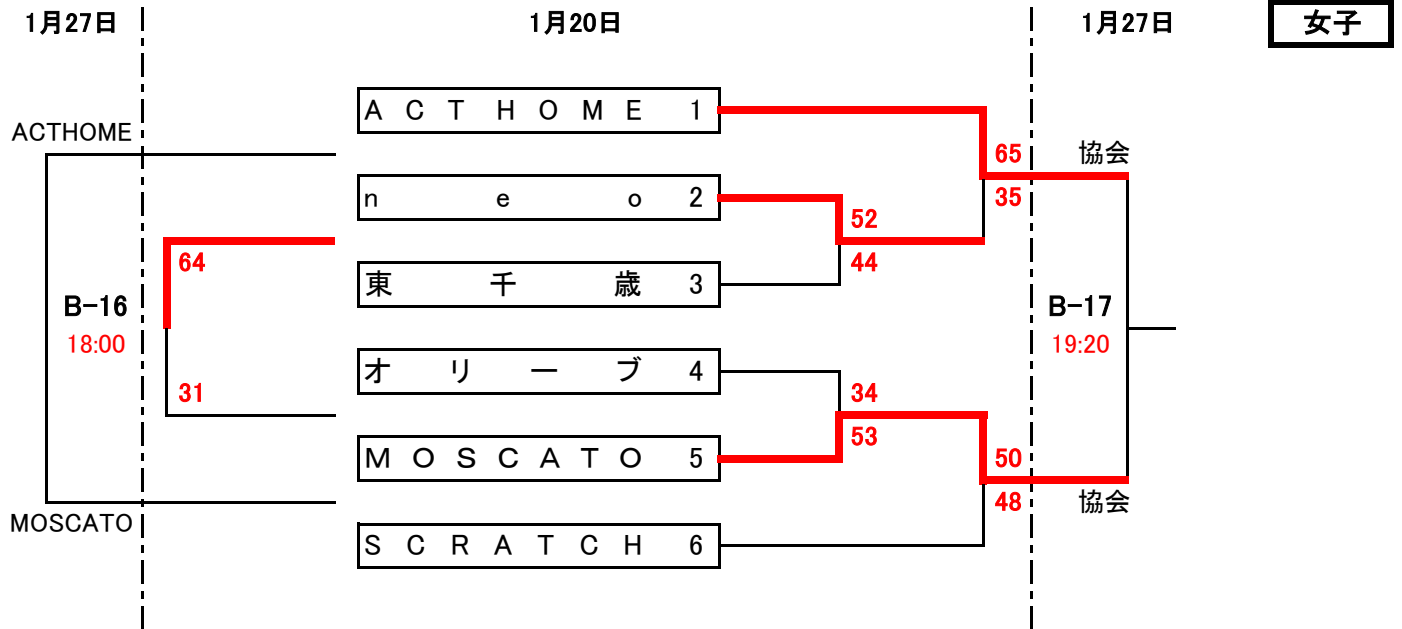 1月27日 1月20日 1月27日 女子
ACTHOME 1
ACTHOME
65 協会
neo 2 35
52
64 44
東千歳 3
B-16 B-17
18:00 19:20
オリーブ 4
31 34
53
MOSCATO 5 50
48 協会
MOSCATO
SCRATCH 6